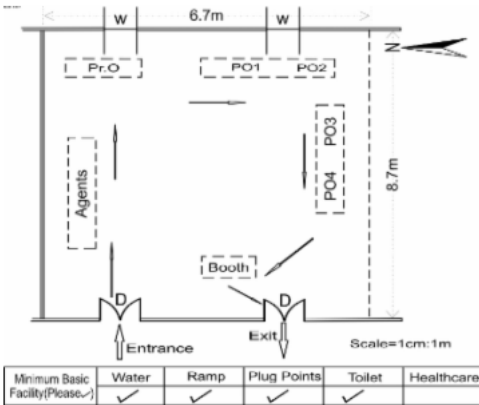 W 6.7m W
Pr.O PO1 PO2 N
PO3
PO4
8.7m
Agents
Booth
D D
Exit
Entrance
Scale=1cm:1m
Minimum Basic Water Ramp Plug Points Toilet Healthcare
Facility(Please✓) ✓ ✓ ✓ ✓